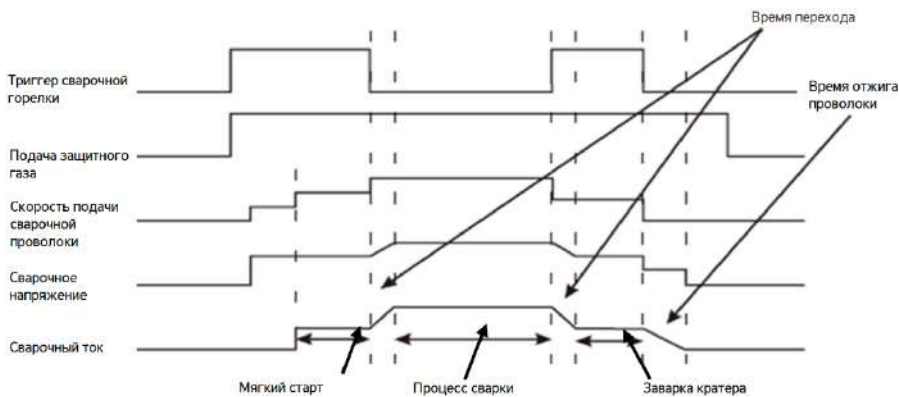 Время перехода
Триггер сварочной
горелки
Время отжига
проволоки
Подача защитного
газа
Скорость подачи
сварочной
проволоки
Сварочное
напряжение
Сварочный ток
Мягкий старт
Процесс сварки
Заварка кратера